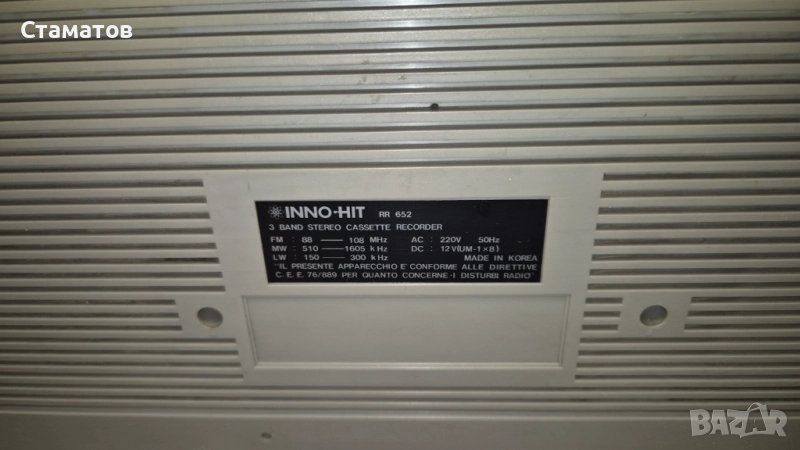 Стаматов
INNO-HIT RR 652
3 BAND STEREO CASSETTE RECORDER
FM : 88 — 108 MHz AC : 220V 50Hz
MW : 510 — 1605 kHz DC : 12V(UM-1×8)
LW : 150 — 300 kHz MADE IN KOREA
"IL PRESENTE APPARECCHIO E' CONFORME ALLE DIRETTIVE
C. E. E. 76/889 PER QUANTO CONCERNE-I DISTURBI RADIO"
BAZAR